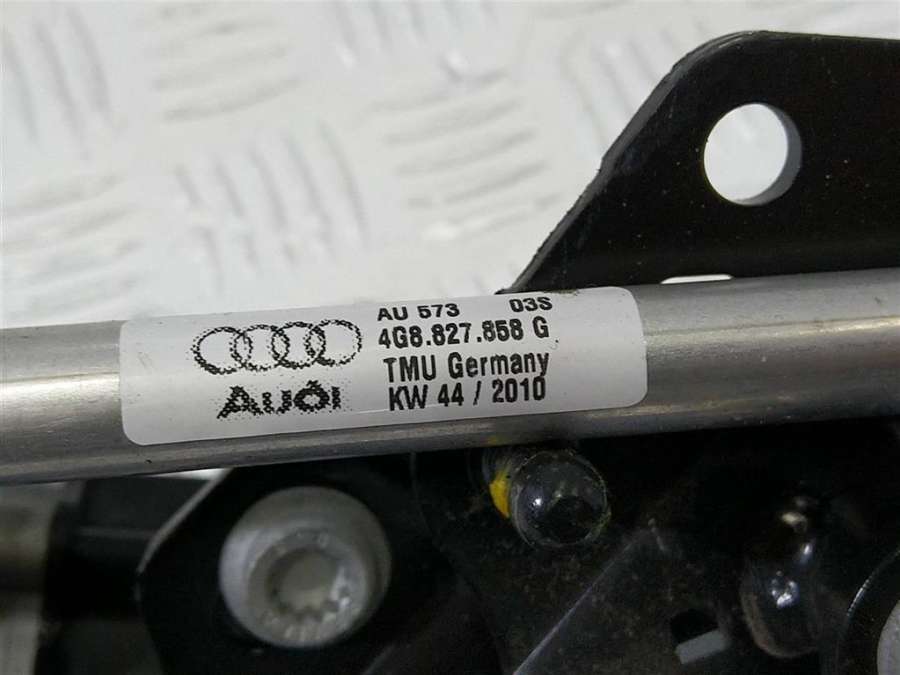 AU 573 03S
4G8.827.858 G
TMU Germany
KW 44 / 2010
Audi